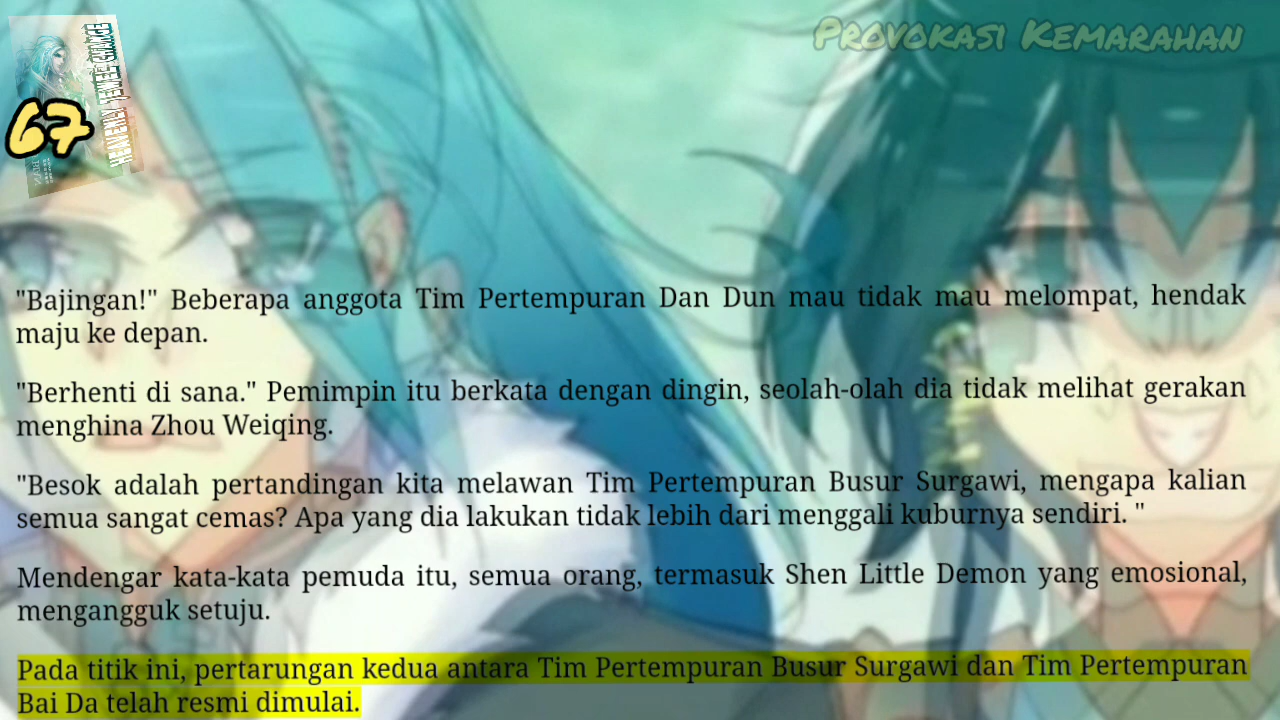 Provokasi Kemarahan
HEAVENLY JEWEL CHANGE
67
"Bajingan!" Beberapa anggota Tim Pertempuran Dan Dun mau tidak mau melompat, hendak
maju ke depan.
"Berhenti di sana." Pemimpin itu berkata dengan dingin, seolah-olah dia tidak melihat gerakan
menghina Zhou Weiqing.
"Besok adalah pertandingan kita melawan Tim Pertempuran Busur Surgawi, mengapa kalian
semua sangat cemas? Apa yang dia lakukan tidak lebih dari menggali kuburnya sendiri. "
Mendengar kata-kata pemuda itu, semua orang, termasuk Shen Little Demon yang emosional,
mengangguk setuju.
Pada titik ini, pertarungan kedua antara Tim Pertempuran Busur Surgawi dan Tim Pertempuran
Bai Da telah resmi dimulai.